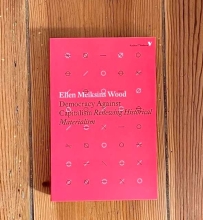 Ellen Meiksins Wood
Democracy Against
Capitalism Renewing Historical
Materialism